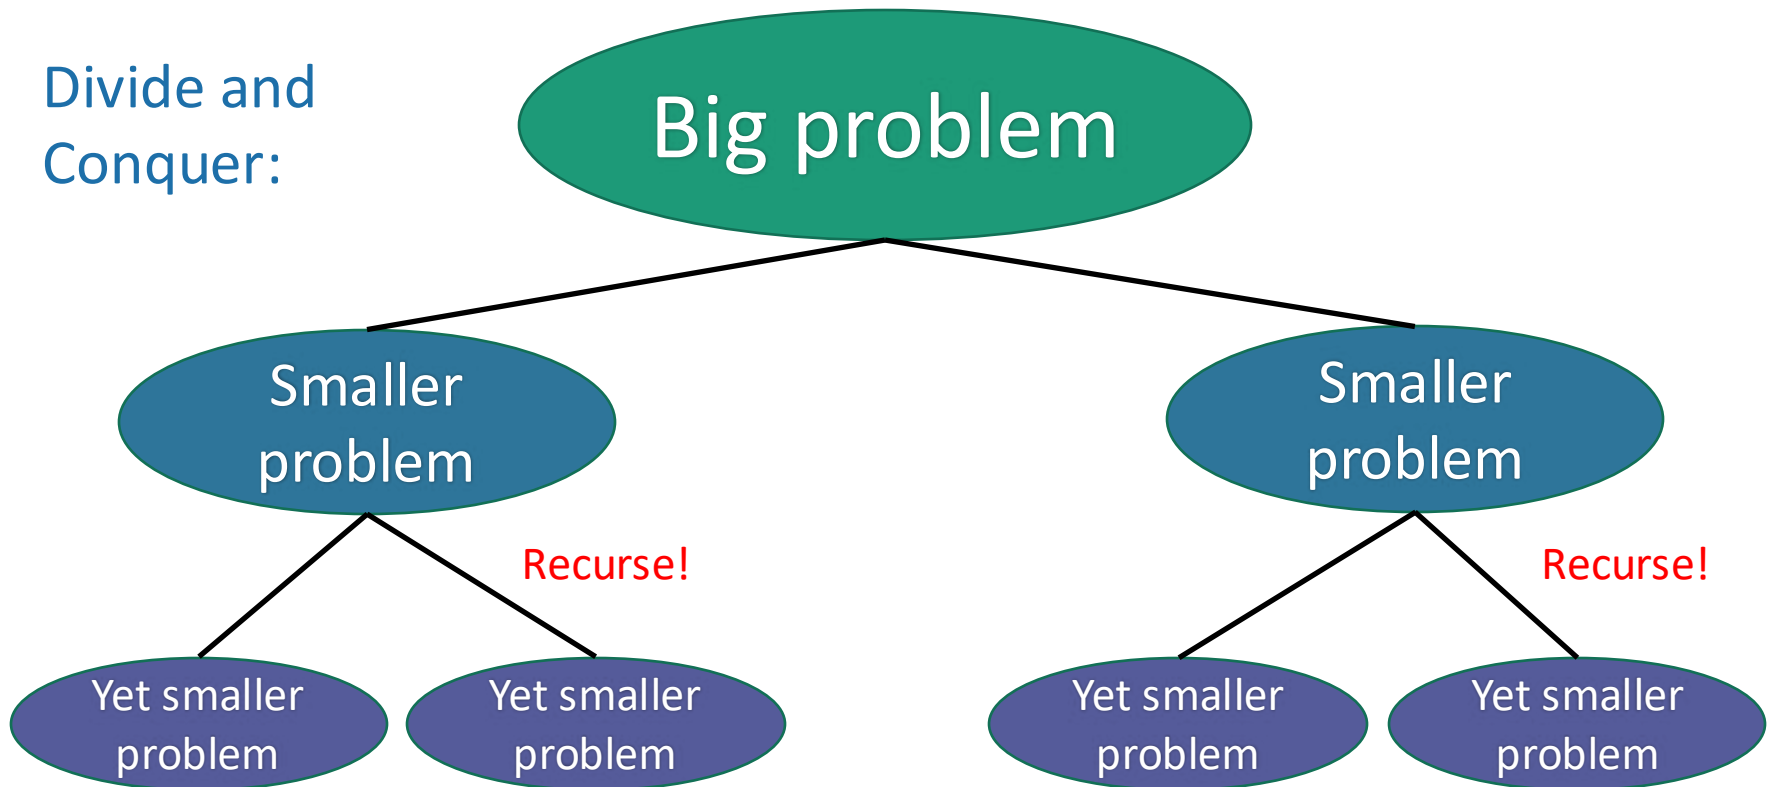 Divide and
Conquer:
Big problem
Smaller
problem
Smaller
problem
Recurse!
Recurse!
Yet smaller
problem
Yet smaller
problem
Yet smaller
problem
Yet smaller
problem